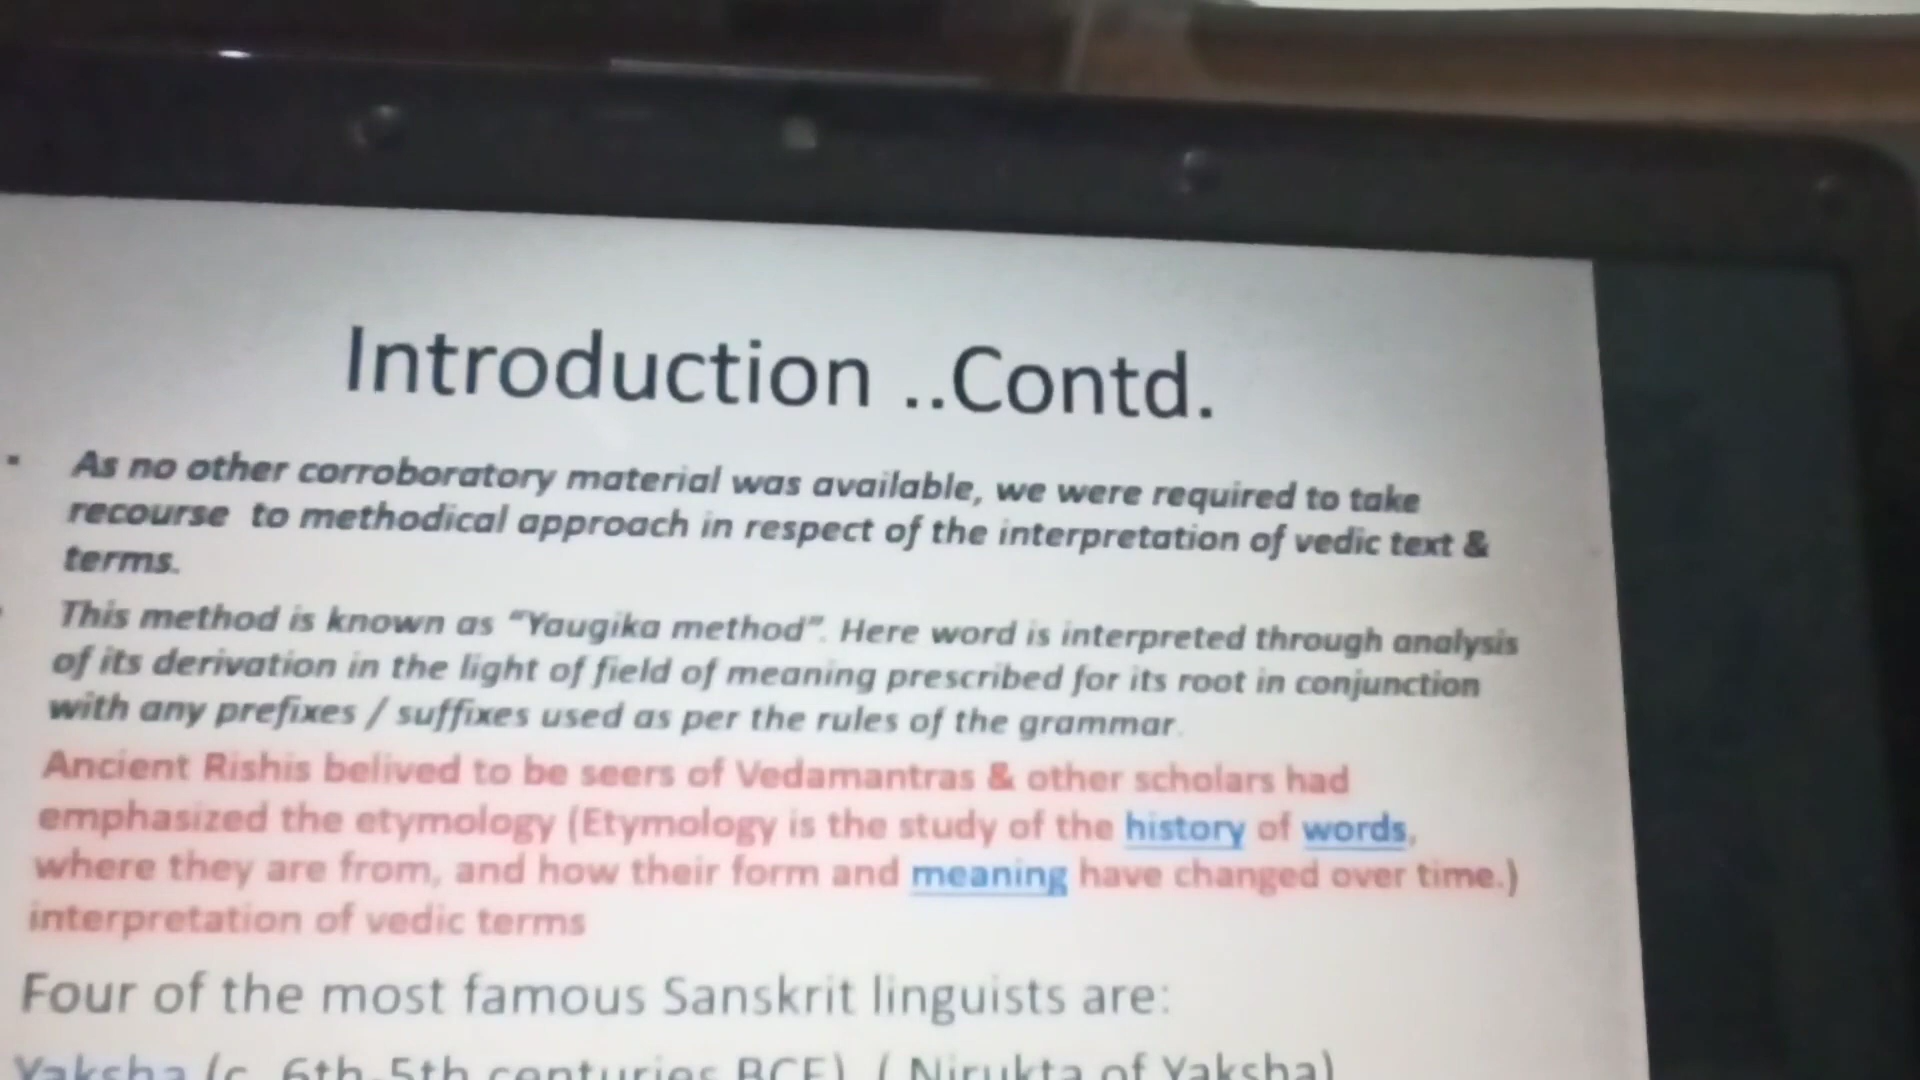 Introduction ..Contd.
▪ As no other corroboratory material was available, we were required to take
recourse to methodical approach in respect of the interpretation of vedic text &
terms.
This method is known as “Yaugika method”. Here word is interpreted through analysis
of its derivation in the light of field of meaning prescribed for its root in conjunction
with any prefixes / suffixes used as per the rules of the grammar.
Ancient Rishis belived to be seers of Vedamantras & other scholars had
emphasized the etymology (Etymology is the study of the history of words,
where they are from, and how their form and meaning have changed over time.)
interpretation of vedic terms
Four of the most famous Sanskrit linguists are:
Yaksha (c. 6th-5th centuries BCE) ( Nirukta of Yaksha)